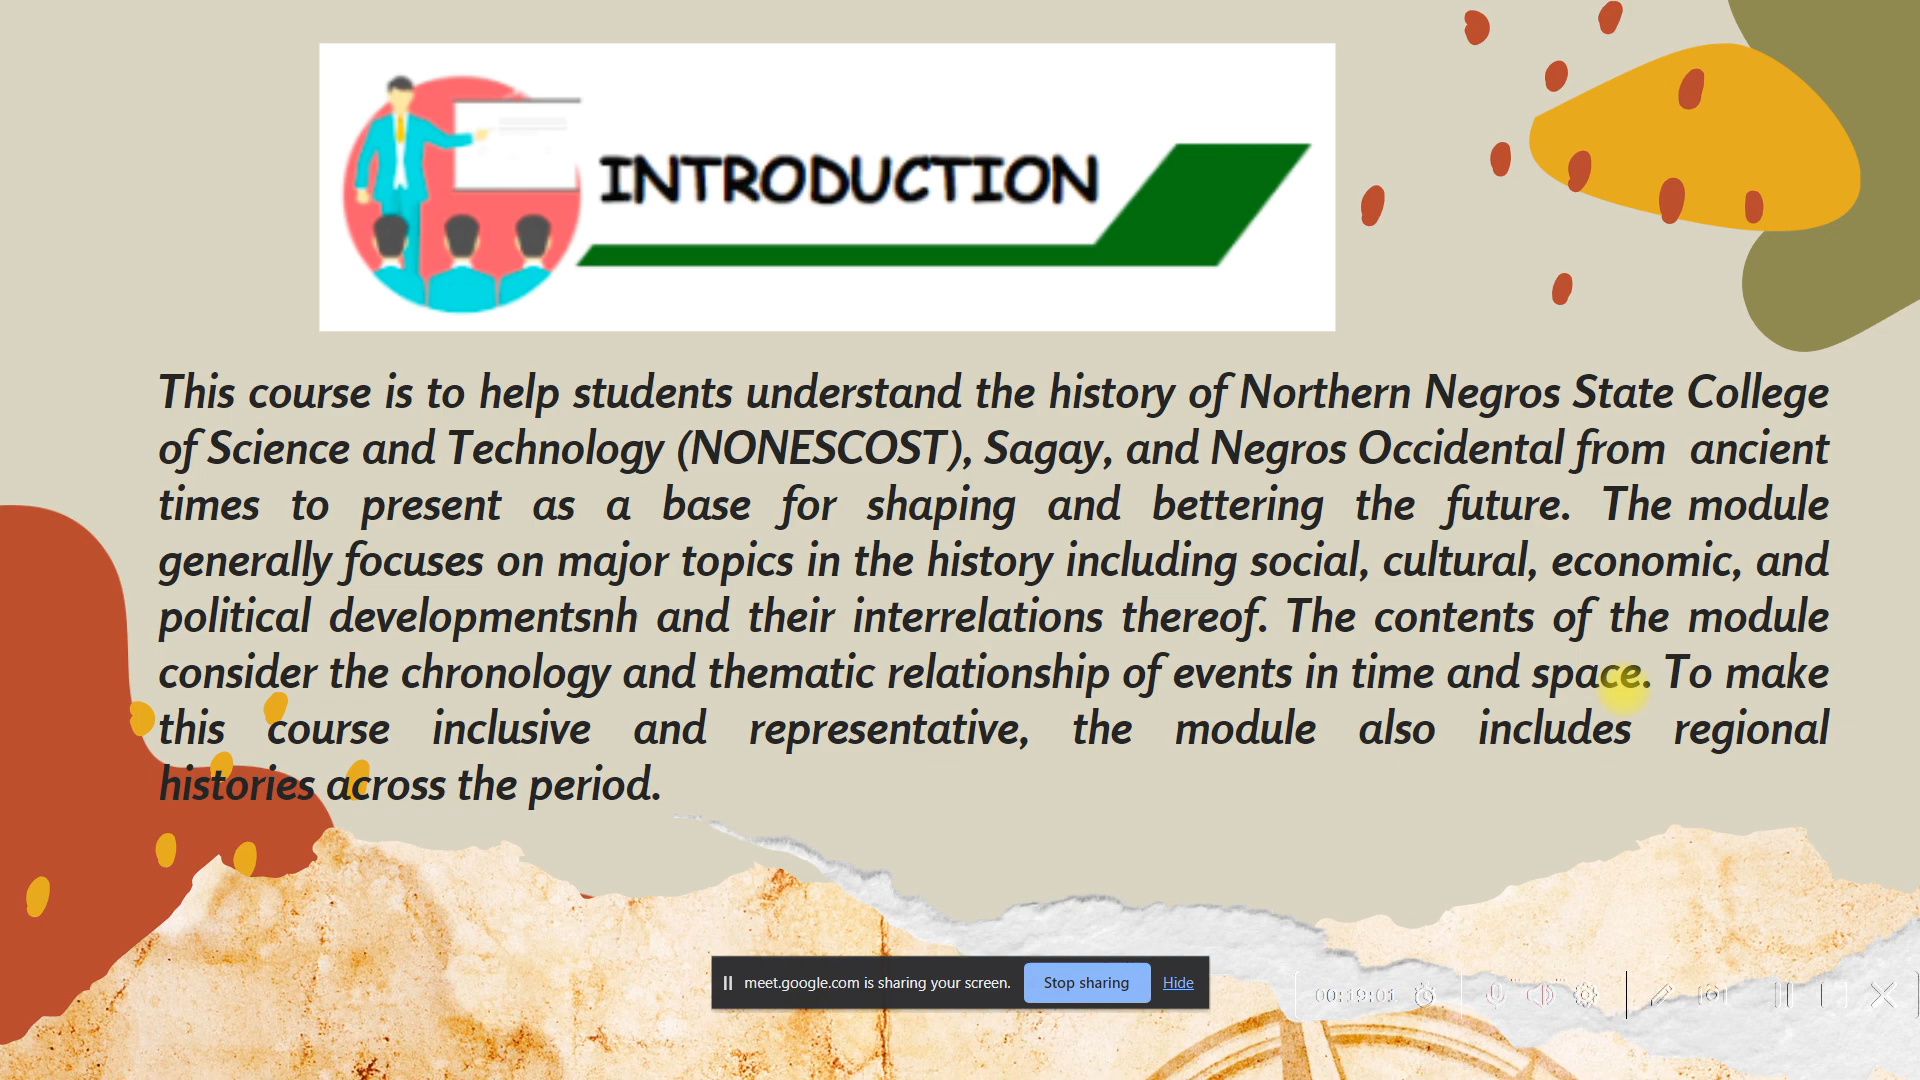 INTRODUCTION
This course is to help students understand the history of Northern Negros State College
of Science and Technology (NONESCOST), Sagay, and Negros Occidental from ancient
times to present as a base for shaping and bettering the future. The module
generally focuses on major topics in the history including social, cultural, economic, and
political developmentsnh and their interrelations thereof. The contents of the module
consider the chronology and thematic relationship of events in time and space. To make
this course inclusive and representative, the module also includes regional
histories across the period.
meet.google.com is sharing your screen. Stop sharing Hide
00:19:01